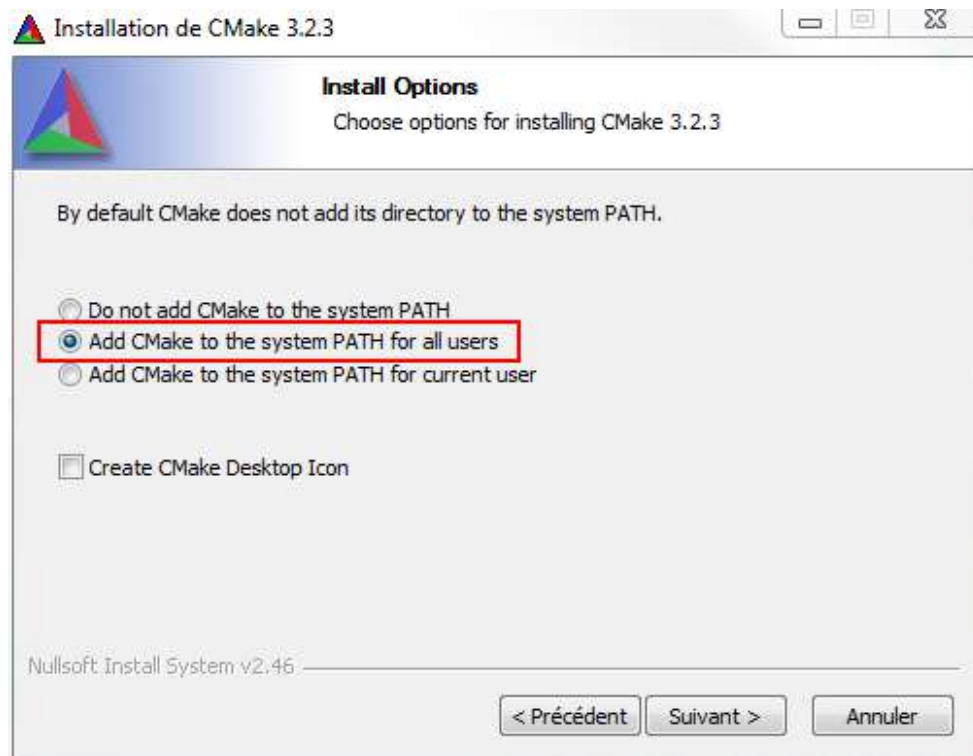 Installation de CMake 3.2.3
Install Options
Choose options for installing CMake 3.2.3
By default CMake does not add its directory to the system PATH.
Do not add CMake to the system PATH
Add CMake to the system PATH for all users
Add CMake to the system PATH for current user
Create CMake Desktop Icon
Nullsoft Install System v2.46
< Précédent Suivant > Annuler